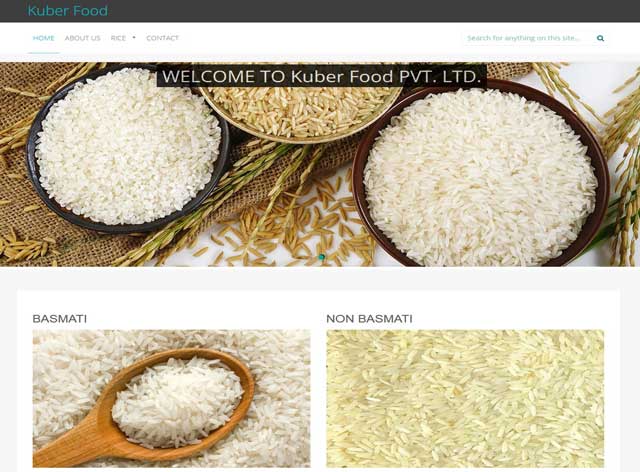 Kuber Food
HOME ABOUT US RICE CONTACT
Search for anything on this site...
WELCOME TO Kuber Food PVT. LTD.
BASMATI NON BASMATI